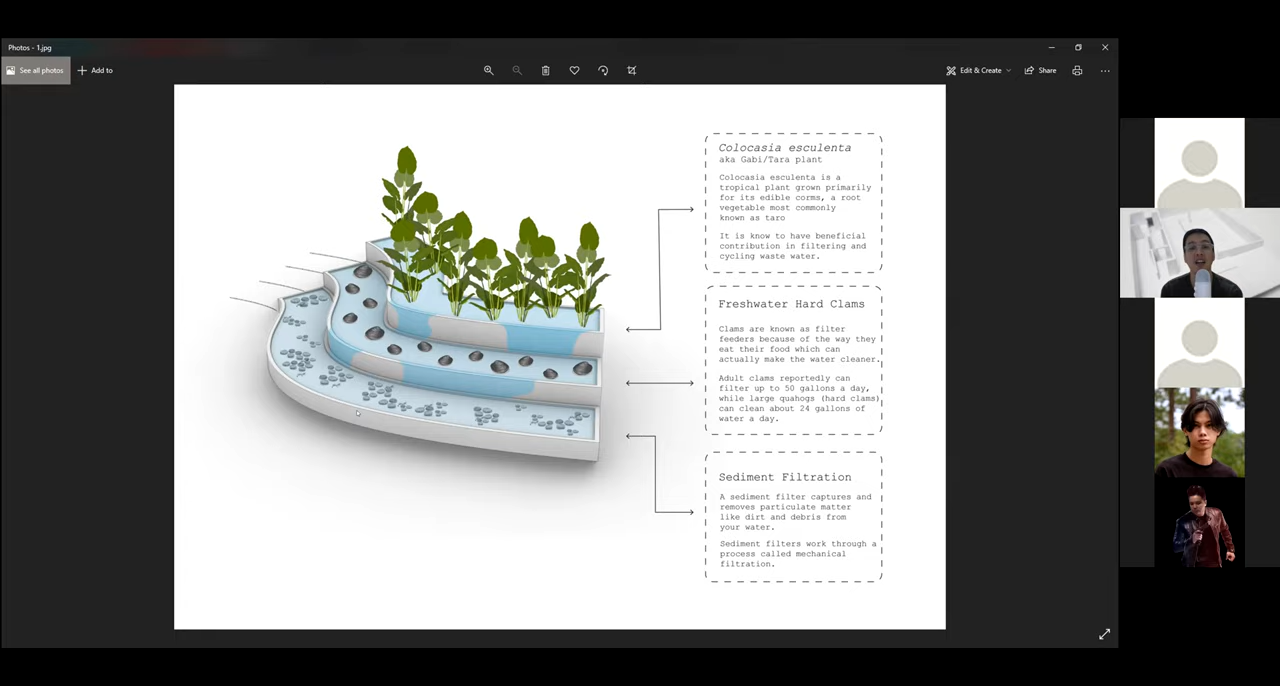 Photos - 1.jpg
See all photos
Add to
Edit & Create
Share
Colocasia esculenta
aka Gabi/Tara plant
Colocasia esculenta is a
tropical plant grown primarily
for its edible corms, a root
vegetable most commonly
known as taro
It is know to have beneficial
contribution in filtering and
cycling waste water.
Freshwater Hard Clams
Clams are known as filter
feeders because of the way they
eat their food which can
actually make the water cleaner.
Adult clams reportedly can
filter up to 50 gallons a day,
while large quahogs (hard clams)
can clean about 24 gallons of
water a day.
Sediment Filtration
A sediment filter captures and
removes particulate matter
like dirt and debris from
your water.
Sediment filters work through a
process called mechanical
filtration.